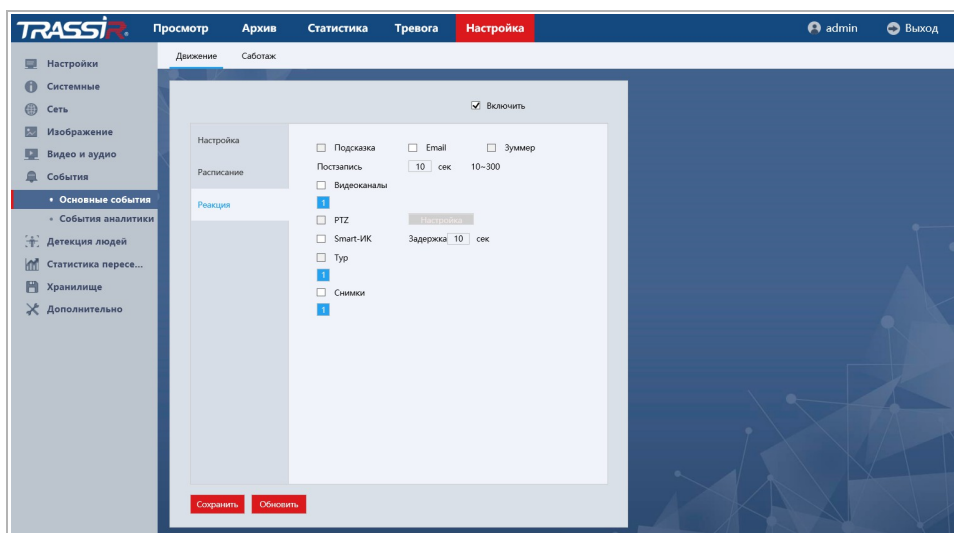 TRASSIR Просмотр Архив Статистика Тревога Настройка admin Выход
Движение Саботаж
Настройки
Системные
Сеть
Изображение
Видео и аудио
События
Основные события
События аналитики
Детекция людей
Статистика пересе...
Хранилище
Дополнительно
Включить
Настройка
Расписание
Реакция
Подсказка Email Зуммер
Постзапись 10 сек 10~300
Видеоканалы
1
PTZ Настройка
Smart-ИК Задержка 10 сек
Тур
1
Снимки
1
Сохранить Обновить